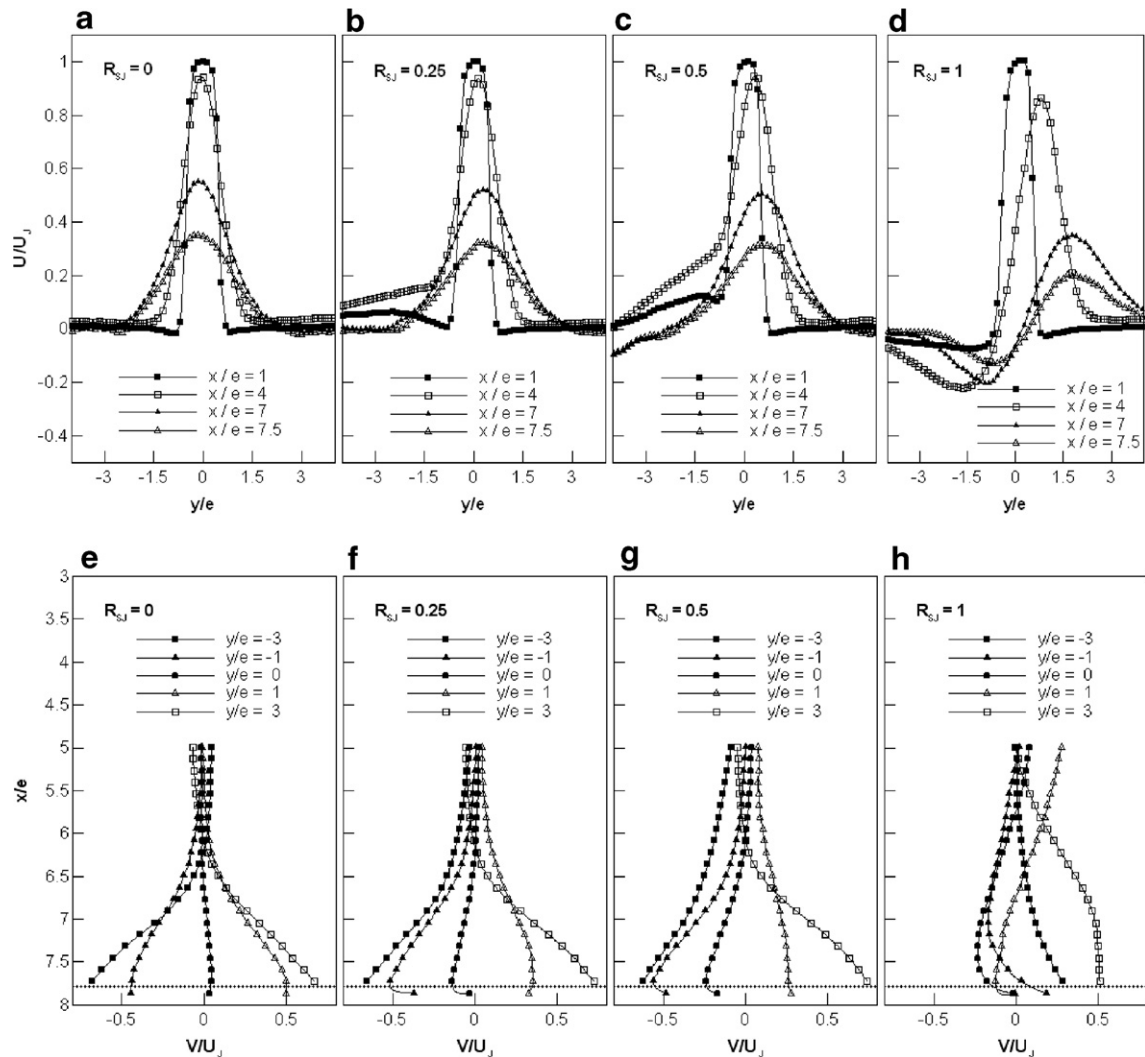 a
b
c
d
R_SJ = 0
R_SJ = 0.25
R_SJ = 0.5
R_SJ = 1
U/U_J
1
0.8
0.6
0.4
0.2
0
-0.2
-0.4
x/e = 1
x/e = 4
x/e = 7
x/e = 7.5
x/e = 1
x/e = 4
x/e = 7
x/e = 7.5
x/e = 1
x/e = 4
x/e = 7
x/e = 7.5
x/e = 1
x/e = 4
x/e = 7
x/e = 7.5
-3 -1.5 0 1.5 3
-3 -1.5 0 1.5 3
-3 -1.5 0 1.5 3
-3 -1.5 0 1.5 3
y/e
y/e
y/e
y/e
e
f
g
h
R_SJ = 0
R_SJ = 0.25
R_SJ = 0.5
R_SJ = 1
x/e
3
3.5
4
4.5
5
5.5
6
6.5
7
7.5
8
y/e = -3
y/e = -1
y/e = 0
y/e = 1
y/e = 3
y/e = -3
y/e = -1
y/e = 0
y/e = 1
y/e = 3
y/e = -3
y/e = -1
y/e = 0
y/e = 1
y/e = 3
y/e = -3
y/e = -1
y/e = 0
y/e = 1
y/e = 3
-0.5 0 0.5
-0.5 0 0.5
-0.5 0 0.5
-0.5 0 0.5
V/U_J
V/U_J
V/U_J
V/U_J